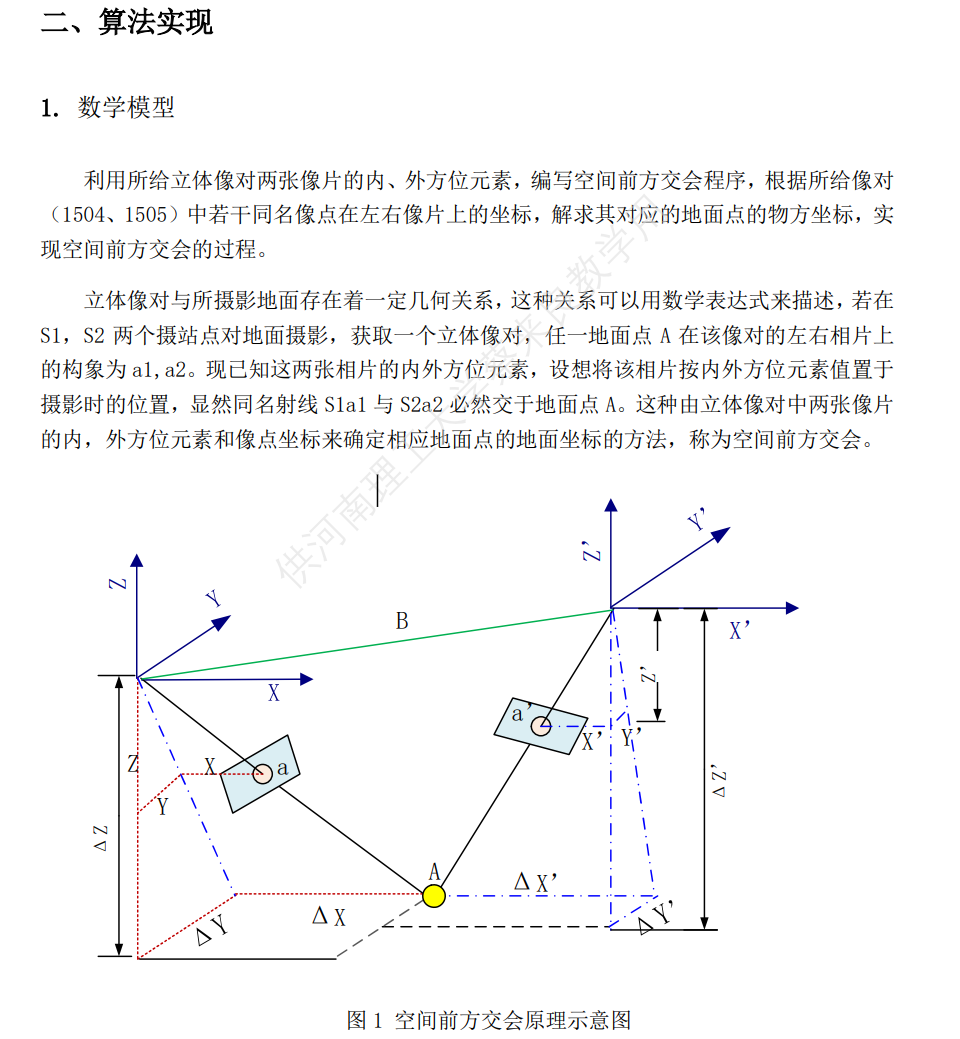 二、算法实现
1. 数学模型
利用所给立体像对两张像片的内、外方位元素，编写空间前方交会程序，根据所给像对
（1504、1505）中若干同名像点在左右像片上的坐标，解求其对应的地面点的物方坐标，实
现空间前方交会的过程。
立体像对与所摄影地面存在着一定几何关系，这种关系可以用数学表达式来描述，若在
S1，S2 两个摄站点对地面摄影，获取一个立体像对，任一地面点 A 在该像对的左右相片上
的构象为 a1,a2。现已知这两张相片的内外方位元素，设想将该相片按内外方位元素值置于
摄影时的位置，显然同名射线 S1a1 与 S2a2 必然交于地面点 A。这种由立体像对中两张像片
的内，外方位元素和像点坐标来确定相应地面点的地面坐标的方法，称为空间前方交会。
Z'
Y'
Z
Y
B
X'
X
Z'
a'
X'
Y'
Z
X
a
Y
ΔZ'
ΔZ
A
ΔX'
ΔX
ΔY
ΔY'
图 1 空间前方交会原理示意图